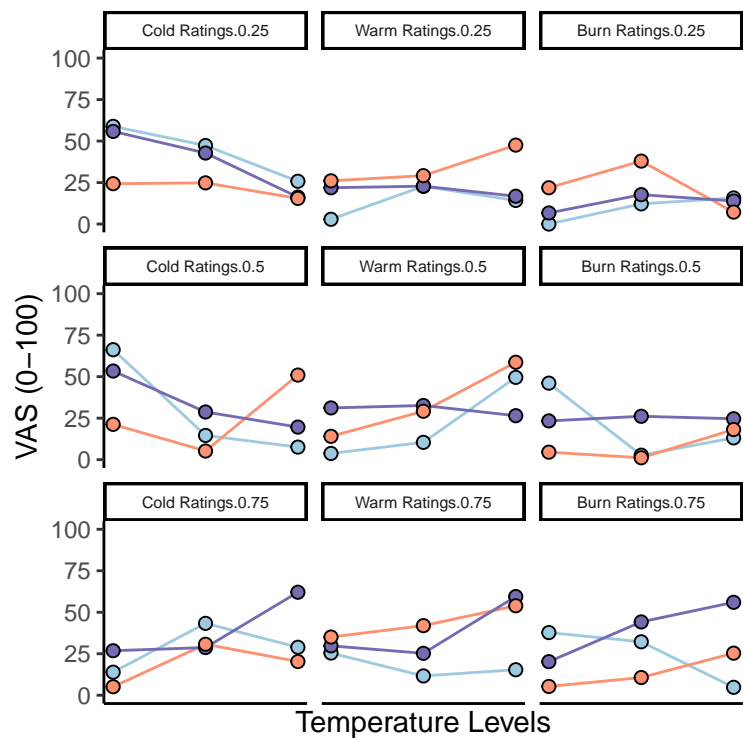 Cold Ratings.0.25
Warm Ratings.0.25
Burn Ratings.0.25
100
75
50
25
0
Cold Ratings.0.5
Warm Ratings.0.5
Burn Ratings.0.5
100
75
50
25
0
VAS (0−100)
Cold Ratings.0.75
Warm Ratings.0.75
Burn Ratings.0.75
100
75
50
25
0
Temperature Levels